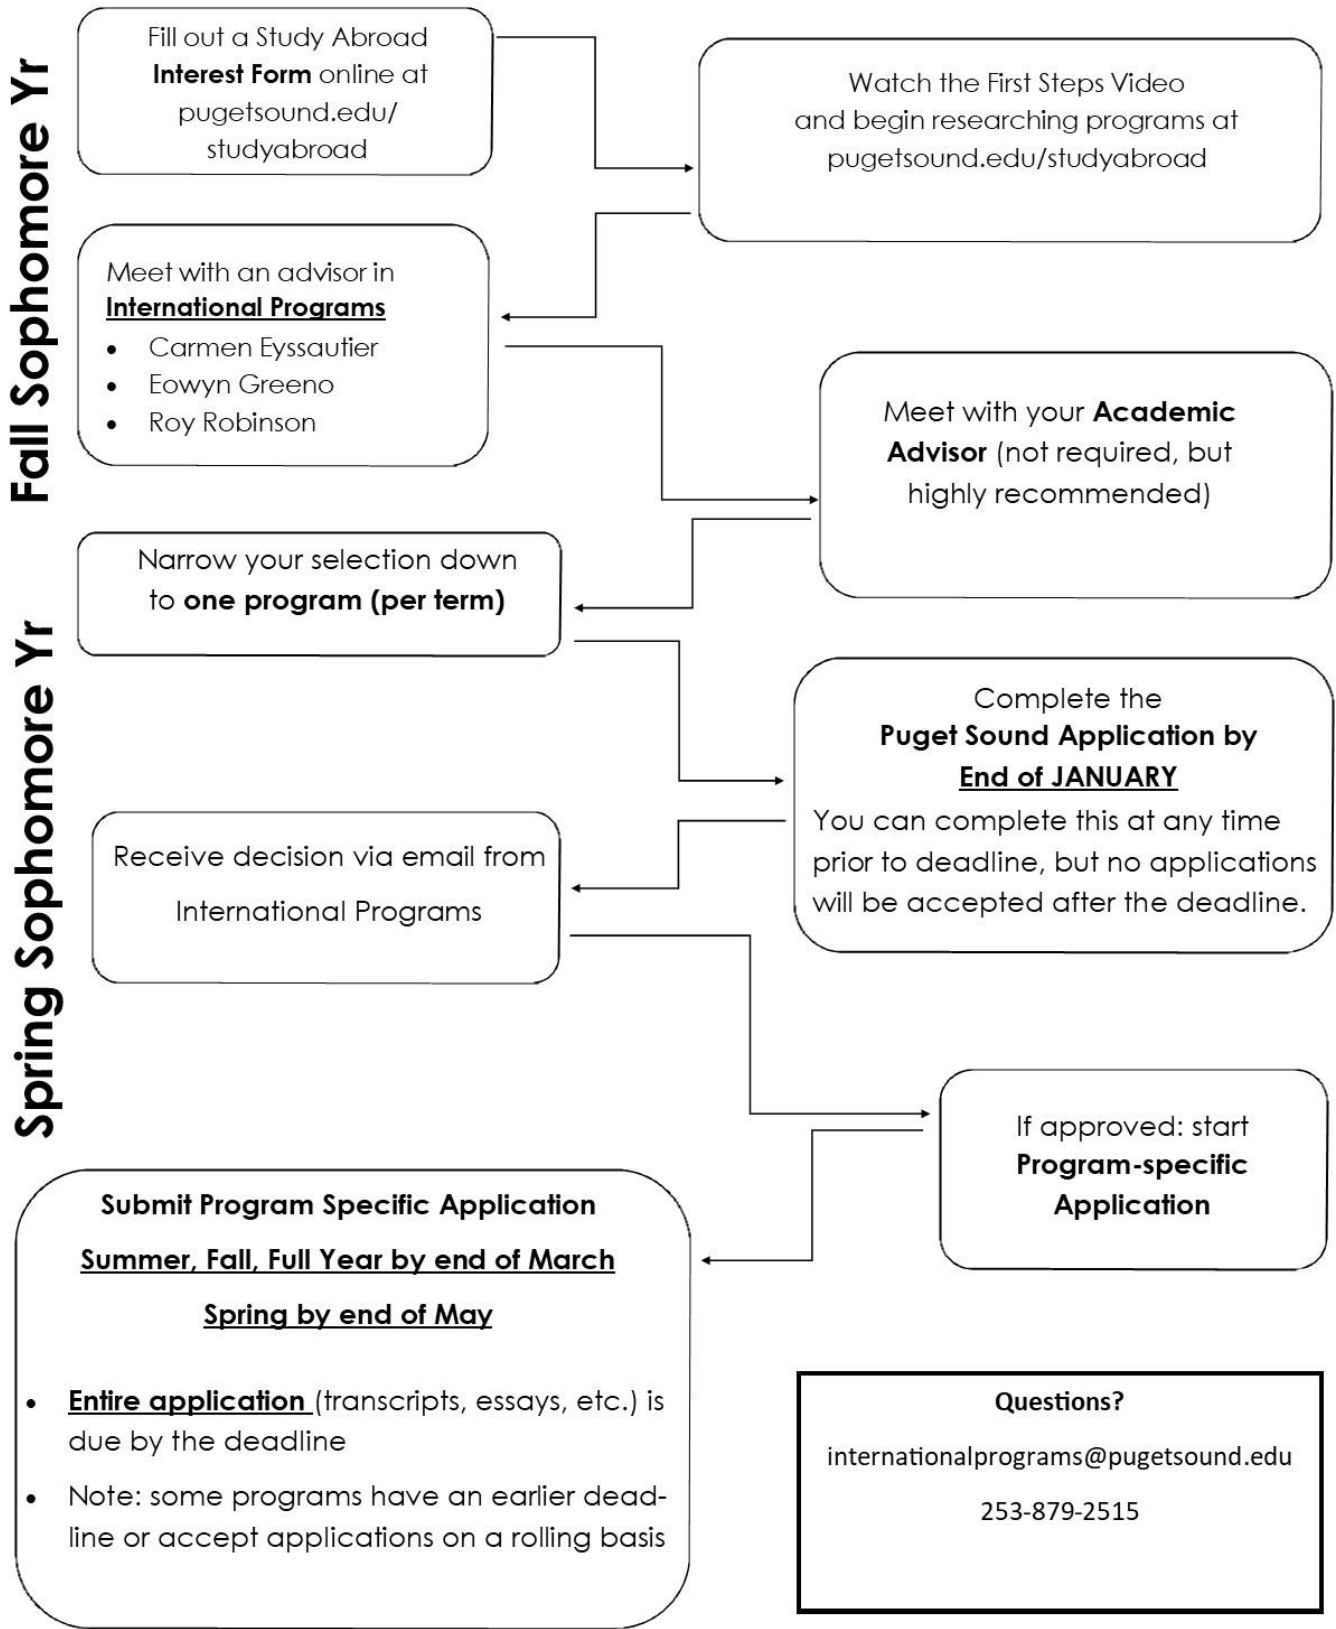 Fall Sophomore Yr
Fill out a Study Abroad
Interest Form online at
pugetsound.edu/
studyabroad
Watch the First Steps Video
and begin researching programs at
pugetsound.edu/studyabroad
Meet with an advisor in
International Programs
• Carmen Eyssautier
• Eowyn Greeno
• Roy Robinson
Meet with your Academic
Advisor (not required, but
highly recommended)
Spring Sophomore Yr
Narrow your selection down
to one program (per term)
Complete the
Puget Sound Application by
End of JANUARY
You can complete this at any time
prior to deadline, but no applications
will be accepted after the deadline.
Receive decision via email from
International Programs
If approved: start
Program-specific
Application
Submit Program Specific Application
Summer, Fall, Full Year by end of March
Spring by end of May
• Entire application (transcripts, essays, etc.) is
due by the deadline
• Note: some programs have an earlier dead-
line or accept applications on a rolling basis
Questions?
internationalprograms@pugetsound.edu
253-879-2515